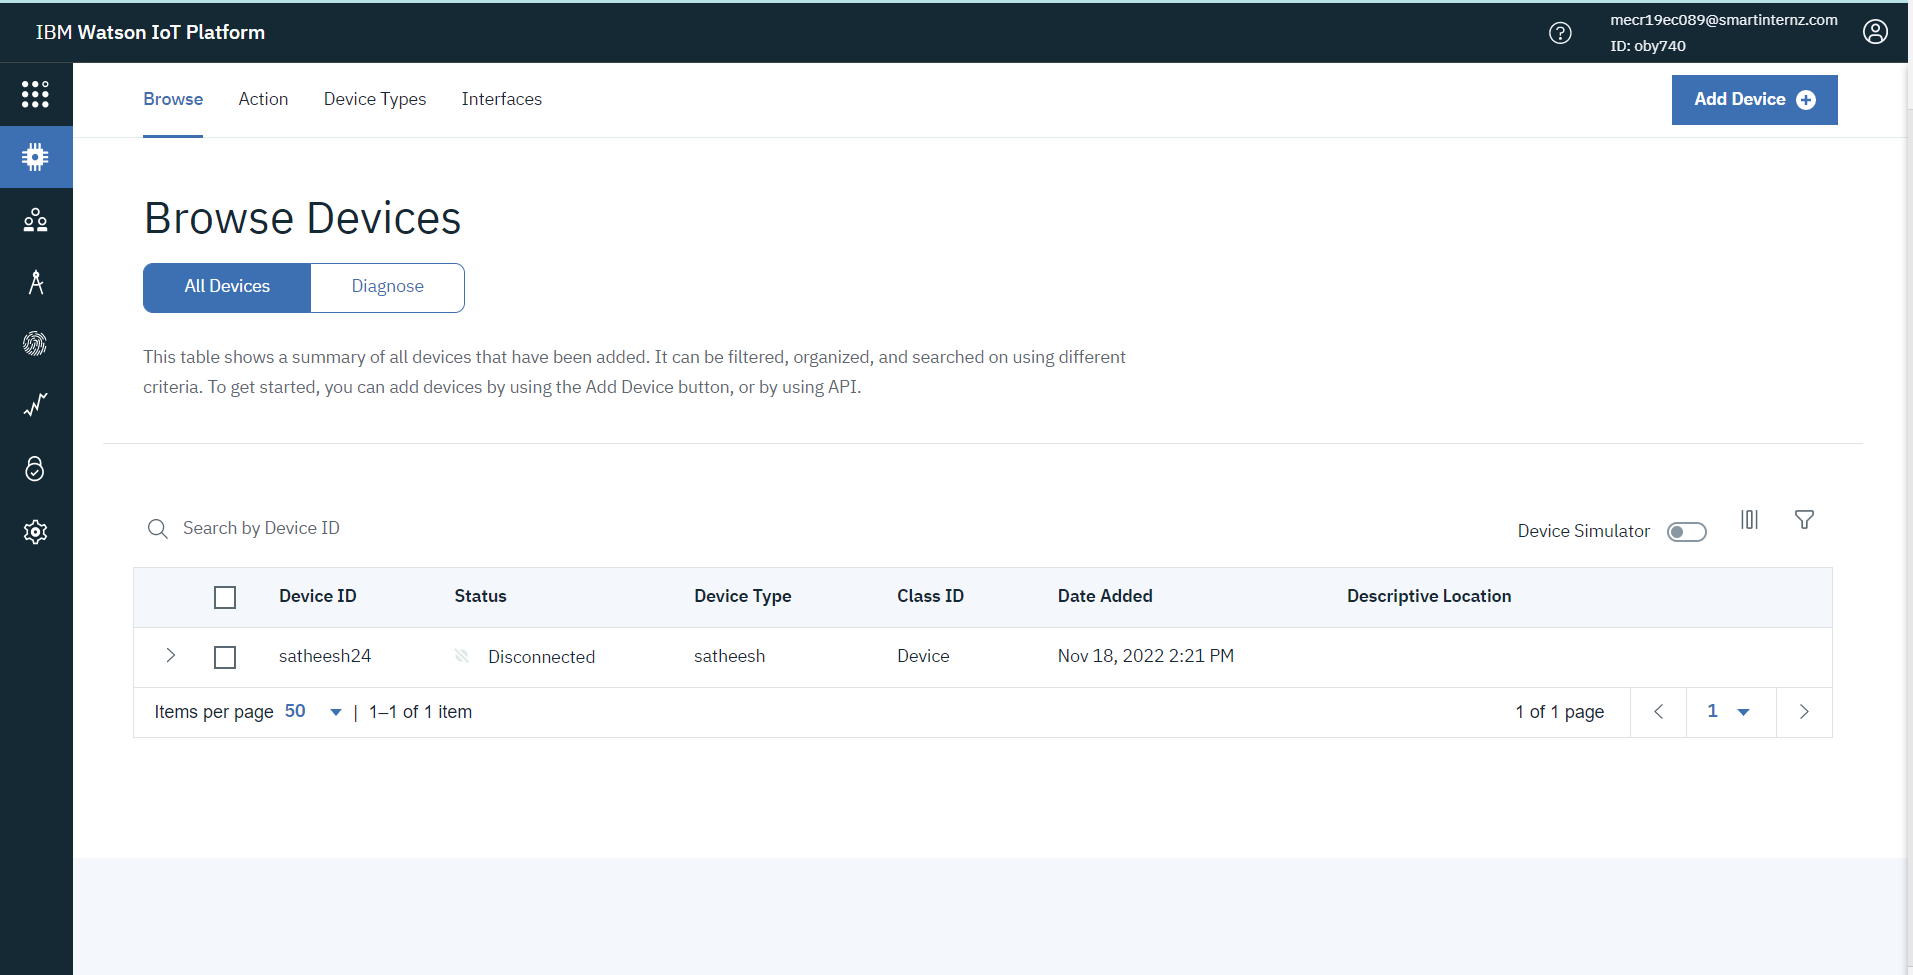 IBM Watson IoT Platform
mecr19ec089@smartinternz.com
ID: oby740
Browse Action Device Types Interfaces
Add Device
Browse Devices
All Devices Diagnose
This table shows a summary of all devices that have been added. It can be filtered, organized, and searched on using different
criteria. To get started, you can add devices by using the Add Device button, or by using API.
Search by Device ID
Device Simulator
Device ID Status Device Type Class ID Date Added Descriptive Location
satheesh24 Disconnected satheesh Device Nov 18, 2022 2:21 PM
Items per page 50 | 1–1 of 1 item 1 of 1 page 1